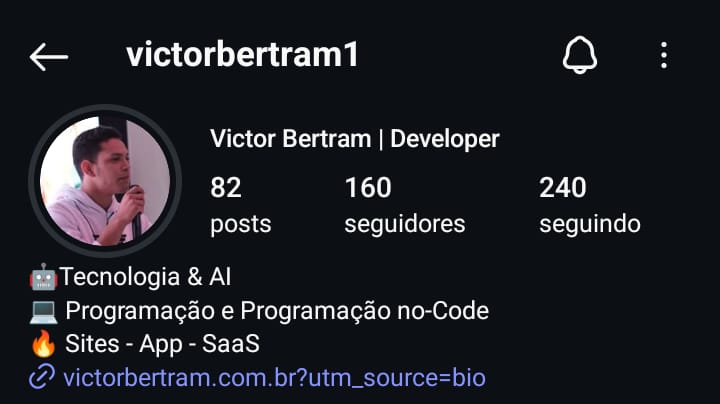 victorbertram1
Victor Bertram | Developer
82 160 240
posts seguidores seguindo
🤖Tecnologia & AI
💻 Programação e Programação no-Code
🔥 Sites - App - SaaS
victorbertram.com.br?utm_source=bio